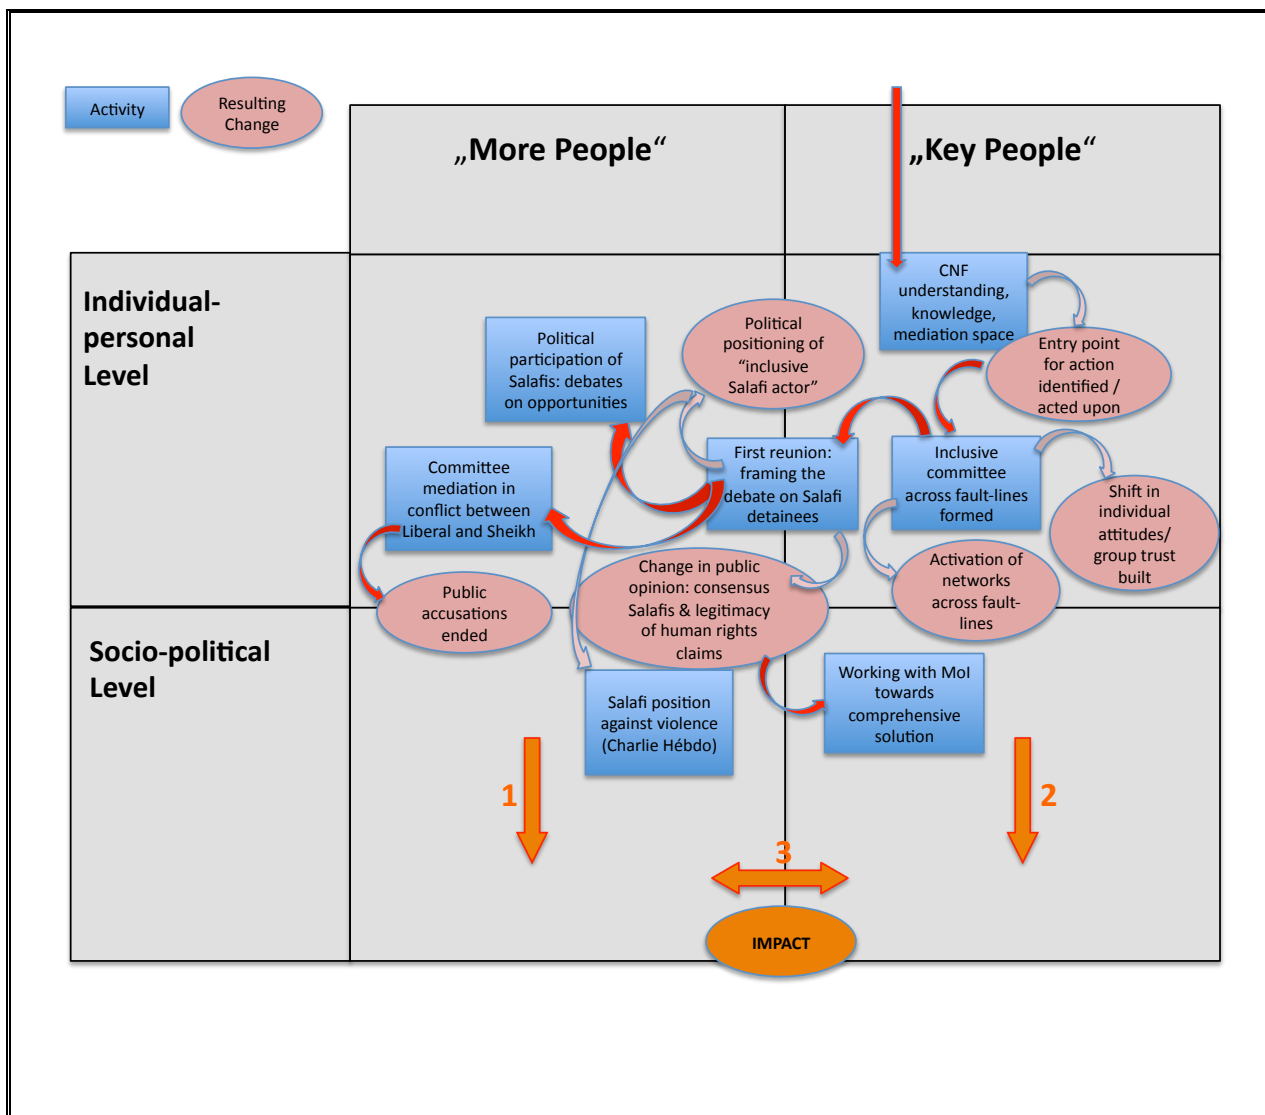 Activity
Resulting
Change
„More People“
„Key People“
Individual-
personal
Level
CNF
understanding,
knowledge,
mediation space
Entry point
for action
identified /
acted upon
Political
positioning of
“inclusive
Salafi actor”
Political
participation of
Salafis: debates
on opportunities
Committee
mediation in
conflict between
Liberal and Sheikh
First reunion:
framing the
debate on Salafi
detainees
Inclusive
committee
across fault-lines
formed
Shift in
individual
attitudes/
group trust
built
Public
accusations
ended
Change in public
opinion: consensus
Salafis & legitimacy
of human rights
claims
Activation of
networks
across fault-
lines
Socio-political
Level
Salafi position
against violence
(Charlie Hébdo)
Working with MoI
towards
comprehensive
solution
1
2
3
IMPACT